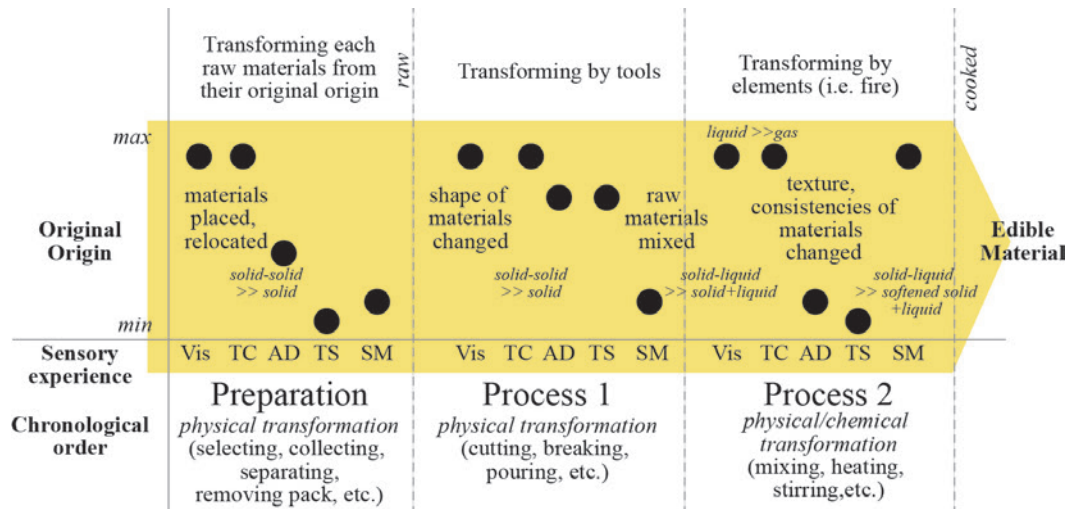 Transforming each
raw materials from
their original origin
raw
Transforming by tools
Transforming by
elements (i.e. fire)
cooked
max
liquid >>gas
materials
placed,
relocated
shape of
materials
changed
raw
materials
mixed
texture,
consistencies of
materials
changed
Original
Origin
Edible
Material
solid-solid
>> solid
solid-solid
>> solid
solid-liquid
>> solid+liquid
solid-liquid
>> softened solid
+liquid
min
Sensory
experience
Vis TC AD TS SM
Vis TC AD TS SM
Vis TC AD TS SM
Chronological
order
Preparation
physical transformation
(selecting, collecting,
separating,
removing pack, etc.)
Process 1
physical transformation
(cutting, breaking,
pouring, etc.)
Process 2
physical/chemical
transformation
(mixing, heating,
stirring,etc.)